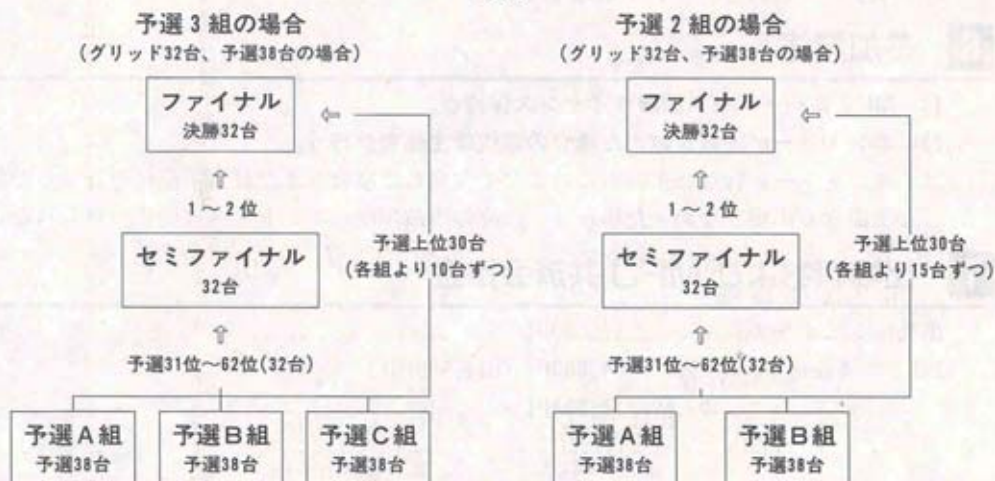 予選3組の場合
(グリッド32台、予選38台の場合)
ファイナル
決勝32台
⇦
⇧
1〜2位
セミファイナル
32台
予選上位30台
(各組より10台ずつ)
⇧
予選31位〜62位(32台)
予選A組
予選38台
予選B組
予選38台
予選C組
予選38台
予選2組の場合
(グリッド32台、予選38台の場合)
ファイナル
決勝32台
⇦
⇧
1〜2位
セミファイナル
32台
予選上位30台
(各組より15台ずつ)
⇧
予選31位〜62位(32台)
予選A組
予選38台
予選B組
予選38台